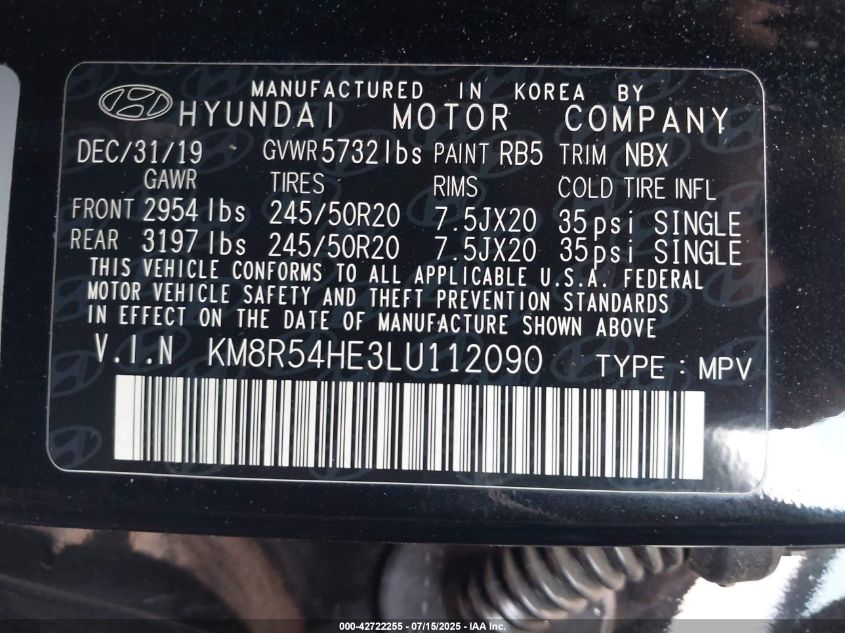 MANUFACTURED IN KOREA BY
HYUNDAI MOTOR COMPANY
DEC/31/19 GVWR 5732 lbs PAINT RB5 TRIM NBX
GAWR TIRES RIMS COLD TIRE INFL
FRONT 2954 lbs 245/50R20 7.5JX20 35psi SINGLE
REAR 3197 lbs 245/50R20 7.5JX20 35psi SINGLE
THIS VEHICLE CONFORMS TO ALL APPLICABLE U.S.A. FEDERAL
MOTOR VEHICLE SAFETY AND THEFT PREVENTION STANDARDS
IN EFFECT ON THE DATE OF MANUFACTURE SHOWN ABOVE
V.I.N KM8R54HE3LU112090 TYPE : MPV
000-42722255 - 07/15/2025 - IAA Inc.